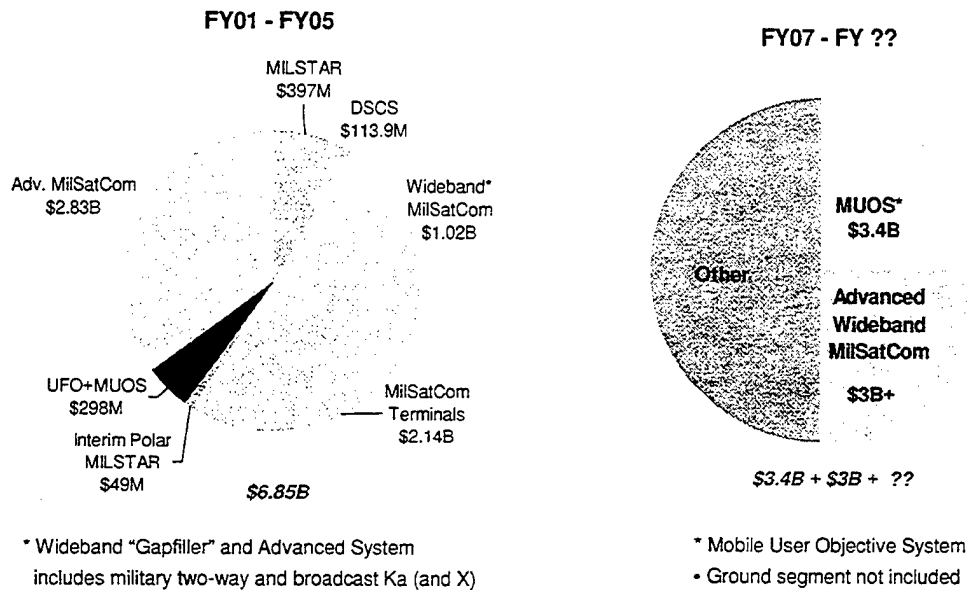 FY01 - FY05
MILSTAR
$397M
DSCS
$113.9M
Adv. MilSatCom
$2.83B
Wideband*
MilSatCom
$1.02B
UFO+MUOS
$298M
MilSatCom
Terminals
$2.14B
Interim Polar
MILSTAR
$49M
$6.85B
* Wideband "Gapfiller" and Advanced System
includes military two-way and broadcast Ka (and X)
FY07 - FY ??
Other
MUOS*
$3.4B
Advanced
Wideband
MilSatCom
$3B+
$3.4B + $3B + ??
* Mobile User Objective System
• Ground segment not included